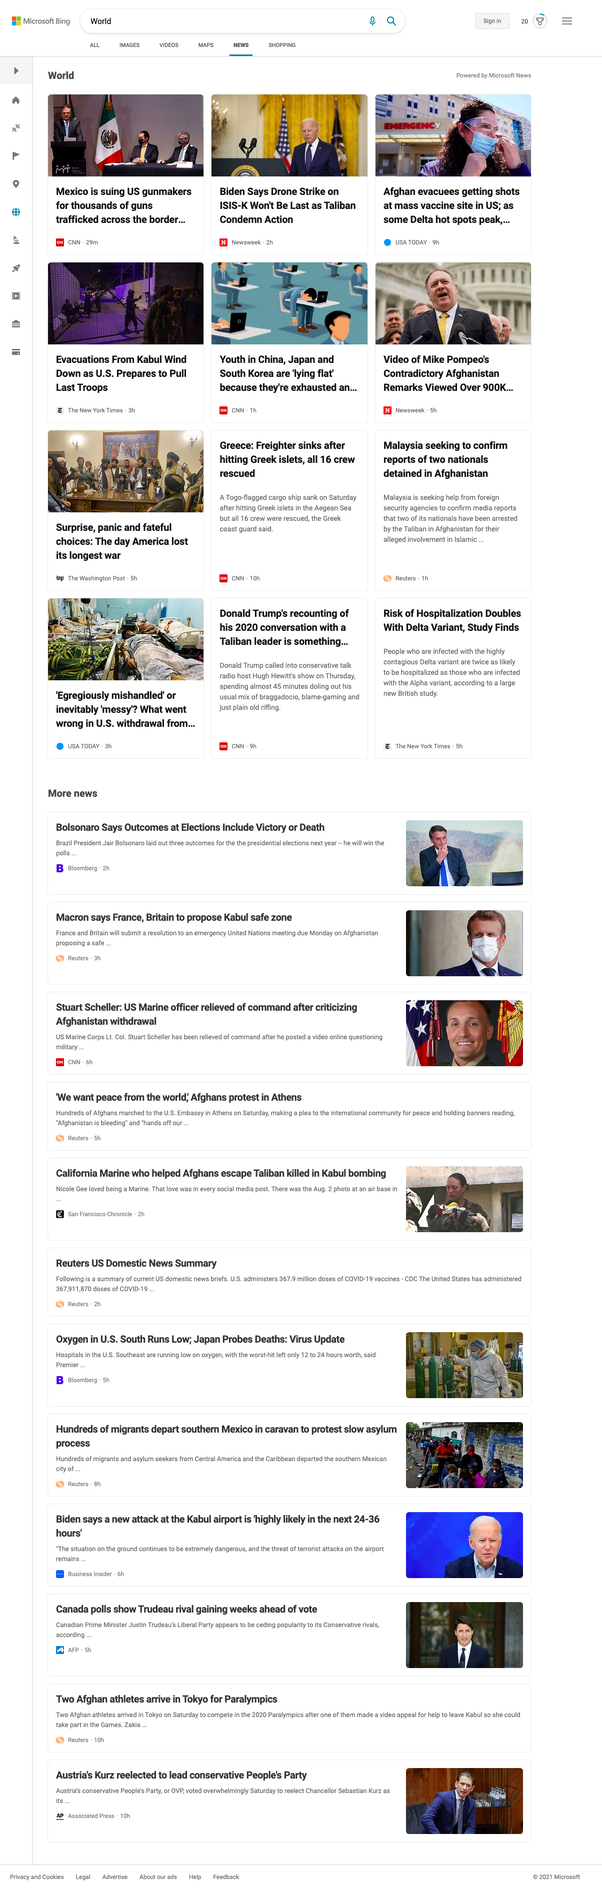 Microsoft Bing
World
Sign in
20
ALL IMAGES VIDEOS MAPS NEWS SHOPPING
World
Powered by Microsoft News
Mexico is suing US gunmakers
for thousands of guns
trafficked across the border...
CNN · 29m
Biden Says Drone Strike on
ISIS-K Won't Be Last as Taliban
Condemn Action
Newsweek · 2h
EMERGENCY
Afghan evacuees getting shots
at mass vaccine site in US; as
some Delta hot spots peak,...
USA TODAY · 9h
Evacuations From Kabul Wind
Down as U.S. Prepares to Pull
Last Troops
The New York Times · 3h
Youth in China, Japan and
South Korea are 'lying flat'
because they're exhausted an...
CNN · 1h
Video of Mike Pompeo's
Contradictory Afghanistan
Remarks Viewed Over 900K...
Newsweek · 5h
Surprise, panic and fateful
choices: The day America lost
its longest war
The Washington Post · 5h
Greece: Freighter sinks after
hitting Greek islets, all 16 crew
rescued
A Togo-flagged cargo ship sank on Saturday
after hitting Greek islets in the Aegean Sea
but all 16 crew were rescued, the Greek
coast guard said.
CNN · 10h
Malaysia seeking to confirm
reports of two nationals
detained in Afghanistan
Malaysia is seeking help from foreign
security agencies to confirm media reports
that two of its nationals have been arrested
by the Taliban in Afghanistan for their
alleged involvement in Islamic ...
Reuters · 1h
'Egregiously mishandled' or
inevitably 'messy'? What went
wrong in U.S. withdrawal from...
USA TODAY · 3h
Donald Trump's recounting of
his 2020 conversation with a
Taliban leader is something...
Donald Trump called into conservative talk
radio host Hugh Hewitt's show on Thursday,
spending almost 45 minutes doling out his
usual mix of braggadocio, blame-gaming and
just plain old riffing.
CNN · 9h
Risk of Hospitalization Doubles
With Delta Variant, Study Finds
People who are infected with the highly
contagious Delta variant are twice as likely
to be hospitalized as those who are infected
with the Alpha variant, according to a large
new British study.
The New York Times · 5h
More news
Bolsonaro Says Outcomes at Elections Include Victory or Death
Brazil President Jair Bolsonaro laid out three outcomes for the the presidential elections next year – he will win the
polls ...
Bloomberg · 2h
Macron says France, Britain to propose Kabul safe zone
France and Britain will submit a resolution to an emergency United Nations meeting due Monday on Afghanistan
proposing a safe ...
Reuters · 3h
Stuart Scheller: US Marine officer relieved of command after criticizing
Afghanistan withdrawal
US Marine Corps Lt. Col. Stuart Scheller has been relieved of command after he posted a video online questioning
military ...
CNN · 6h
'We want peace from the world,' Afghans protest in Athens
Hundreds of Afghans marched to the U.S. Embassy in Athens on Saturday, making a plea to the international community for peace and holding banners reading,
"Afghanistan is bleeding" and "hands off our ...
Reuters · 5h
California Marine who helped Afghans escape Taliban killed in Kabul bombing
Nicole Gee loved being a Marine. That love was in every social media post. There was the Aug. 2 photo at an air base in
...
San Francisco Chronicle · 2h
Reuters US Domestic News Summary
Following is a summary of current US domestic news briefs. U.S. administers 367.9 million doses of COVID-19 vaccines - CDC The United States has administered
367,911,870 doses of COVID-19 ...
Reuters · 2h
Oxygen in U.S. South Runs Low; Japan Probes Deaths: Virus Update
Hospitals in the U.S. Southeast are running low on oxygen, with the worst-hit left only 12 to 24 hours worth, said
Premier ...
Bloomberg · 5h
Hundreds of migrants depart southern Mexico in caravan to protest slow asylum
process
Hundreds of migrants and asylum seekers from Central America and the Caribbean departed the southern Mexican
city of ...
Reuters · 8h
Biden says a new attack at the Kabul airport is 'highly likely in the next 24-36
hours'
"The situation on the ground continues to be extremely dangerous, and the threat of terrorist attacks on the airport
remains ...
Business Insider · 6h
Canada polls show Trudeau rival gaining weeks ahead of vote
Canadian Prime Minister Justin Trudeau's Liberal Party appears to be ceding popularity to its Conservative rivals,
according ...
AFP · 5h
Two Afghan athletes arrive in Tokyo for Paralympics
Two Afghan athletes arrived in Tokyo on Saturday to compete in the 2020 Paralympics after one of them made a video appeal for help to leave Kabul so she could
take part in the Games. Zakia ...
Reuters · 10h
Austria's Kurz reelected to lead conservative People's Party
Austria's conservative People's Party, or OVP, voted overwhelmingly Saturday to reelect Chancellor Sebastian Kurz as
its ...
AP Associated Press · 10h
Privacy and Cookies Legal Advertise About our ads Help Feedback
© 2021 Microsoft